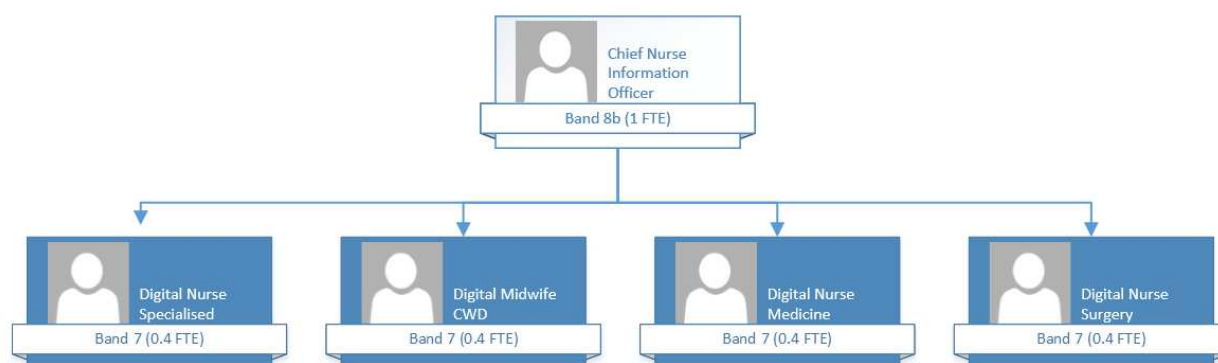 Chief Nurse
Information
Officer
Band 8b (1 FTE)
Digital Nurse
Specialised
Band 7 (0.4 FTE)
Digital Midwife
CWD
Band 7 (0.4 FTE)
Digital Nurse
Medicine
Band 7 (0.4 FTE)
Digital Nurse
Surgery
Band 7 (0.4 FTE)